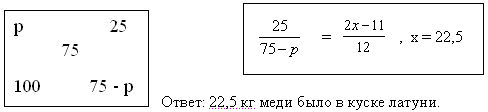 p 25
75
100 75 - p
25 / (75 − p) = (2x − 11) / 12 , x = 22,5
Ответ: 22,5 кг меди было в куске латуни.